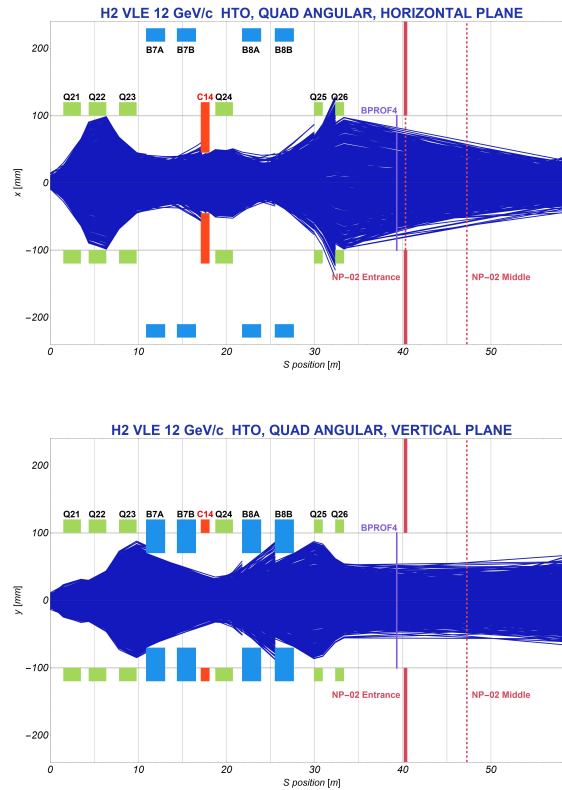 H2 VLE 12 GeV/c  HTO, QUAD ANGULAR, HORIZONTAL PLANE
200
B7A B7B B8A B8B
Q21 Q22 Q23 C14 Q24 Q25 Q26
100
BPROF4
x [mm]
0
−100
NP−02 Entrance NP−02 Middle
−200
0 10 20 30 40 50
S position [m]
H2 VLE 12 GeV/c  HTO, QUAD ANGULAR, VERTICAL PLANE
200
Q21 Q22 Q23 B7A B7B C14 Q24 B8A B8B Q25 Q26
100
BPROF4
y [mm]
0
−100
NP−02 Entrance NP−02 Middle
−200
0 10 20 30 40 50
S position [m]